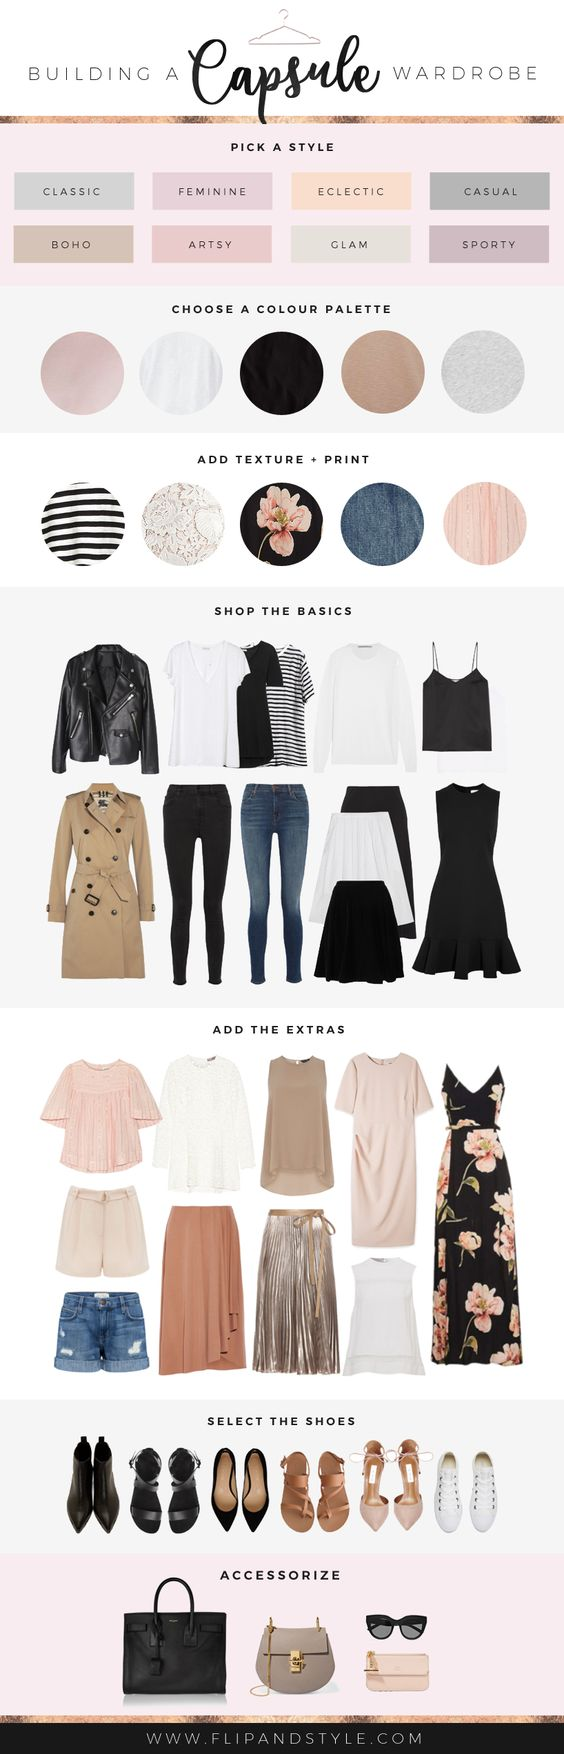 BUILDING A Capsule WARDROBE
PICK A STYLE
CLASSIC FEMININE ECLECTIC CASUAL
BOHO ARTSY GLAM SPORTY
CHOOSE A COLOUR PALETTE
ADD TEXTURE + PRINT
SHOP THE BASICS
ADD THE EXTRAS
SELECT THE SHOES
ACCESSORIZE
WWW.FLIPANDSTYLE.COM